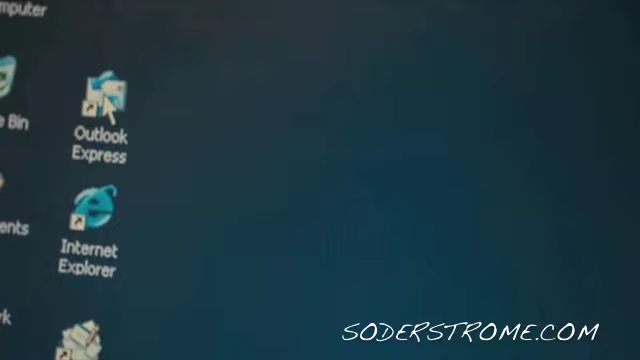 mputer
e Bin
Outlook
Express
ents
Internet
Explorer
rk
SODERSTROME.COM